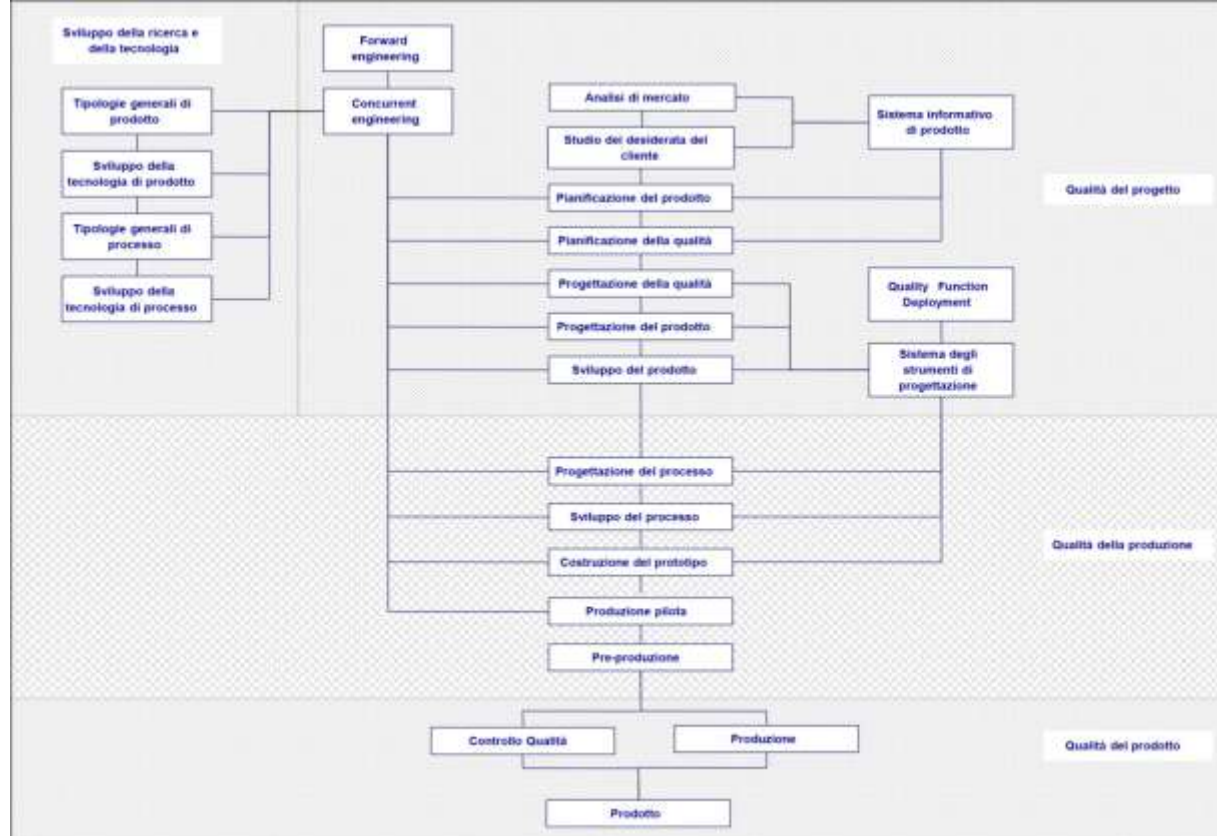 Sviluppo della ricerca e
della tecnologia
Tipologie generali di
prodotto
Sviluppo della
tecnologia di prodotto
Tipologie generali di
processo
Sviluppo della
tecnologia di processo
Forward
engineering
Concurrent
engineering
Analisi di mercato
Studio dei desiderata del
cliente
Pianificazione del prodotto
Pianificazione della qualità
Progettazione della qualità
Progettazione del prodotto
Sviluppo del prodotto
Progettazione del processo
Sviluppo del processo
Costruzione del prototipo
Produzione pilota
Pre-produzione
Controllo Qualità
Produzione
Prodotto
Sistema informativo
di prodotto
Quality Function
Deployment
Sistema degli
strumenti di
progettazione
Qualità del progetto
Qualità della produzione
Qualità del prodotto